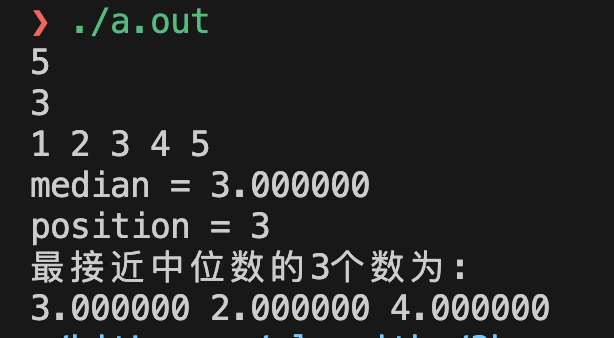 ❯ ./a.out
5
3
1 2 3 4 5
median = 3.000000
position = 3
最接近中位数的3个数为：
3.000000 2.000000 4.000000